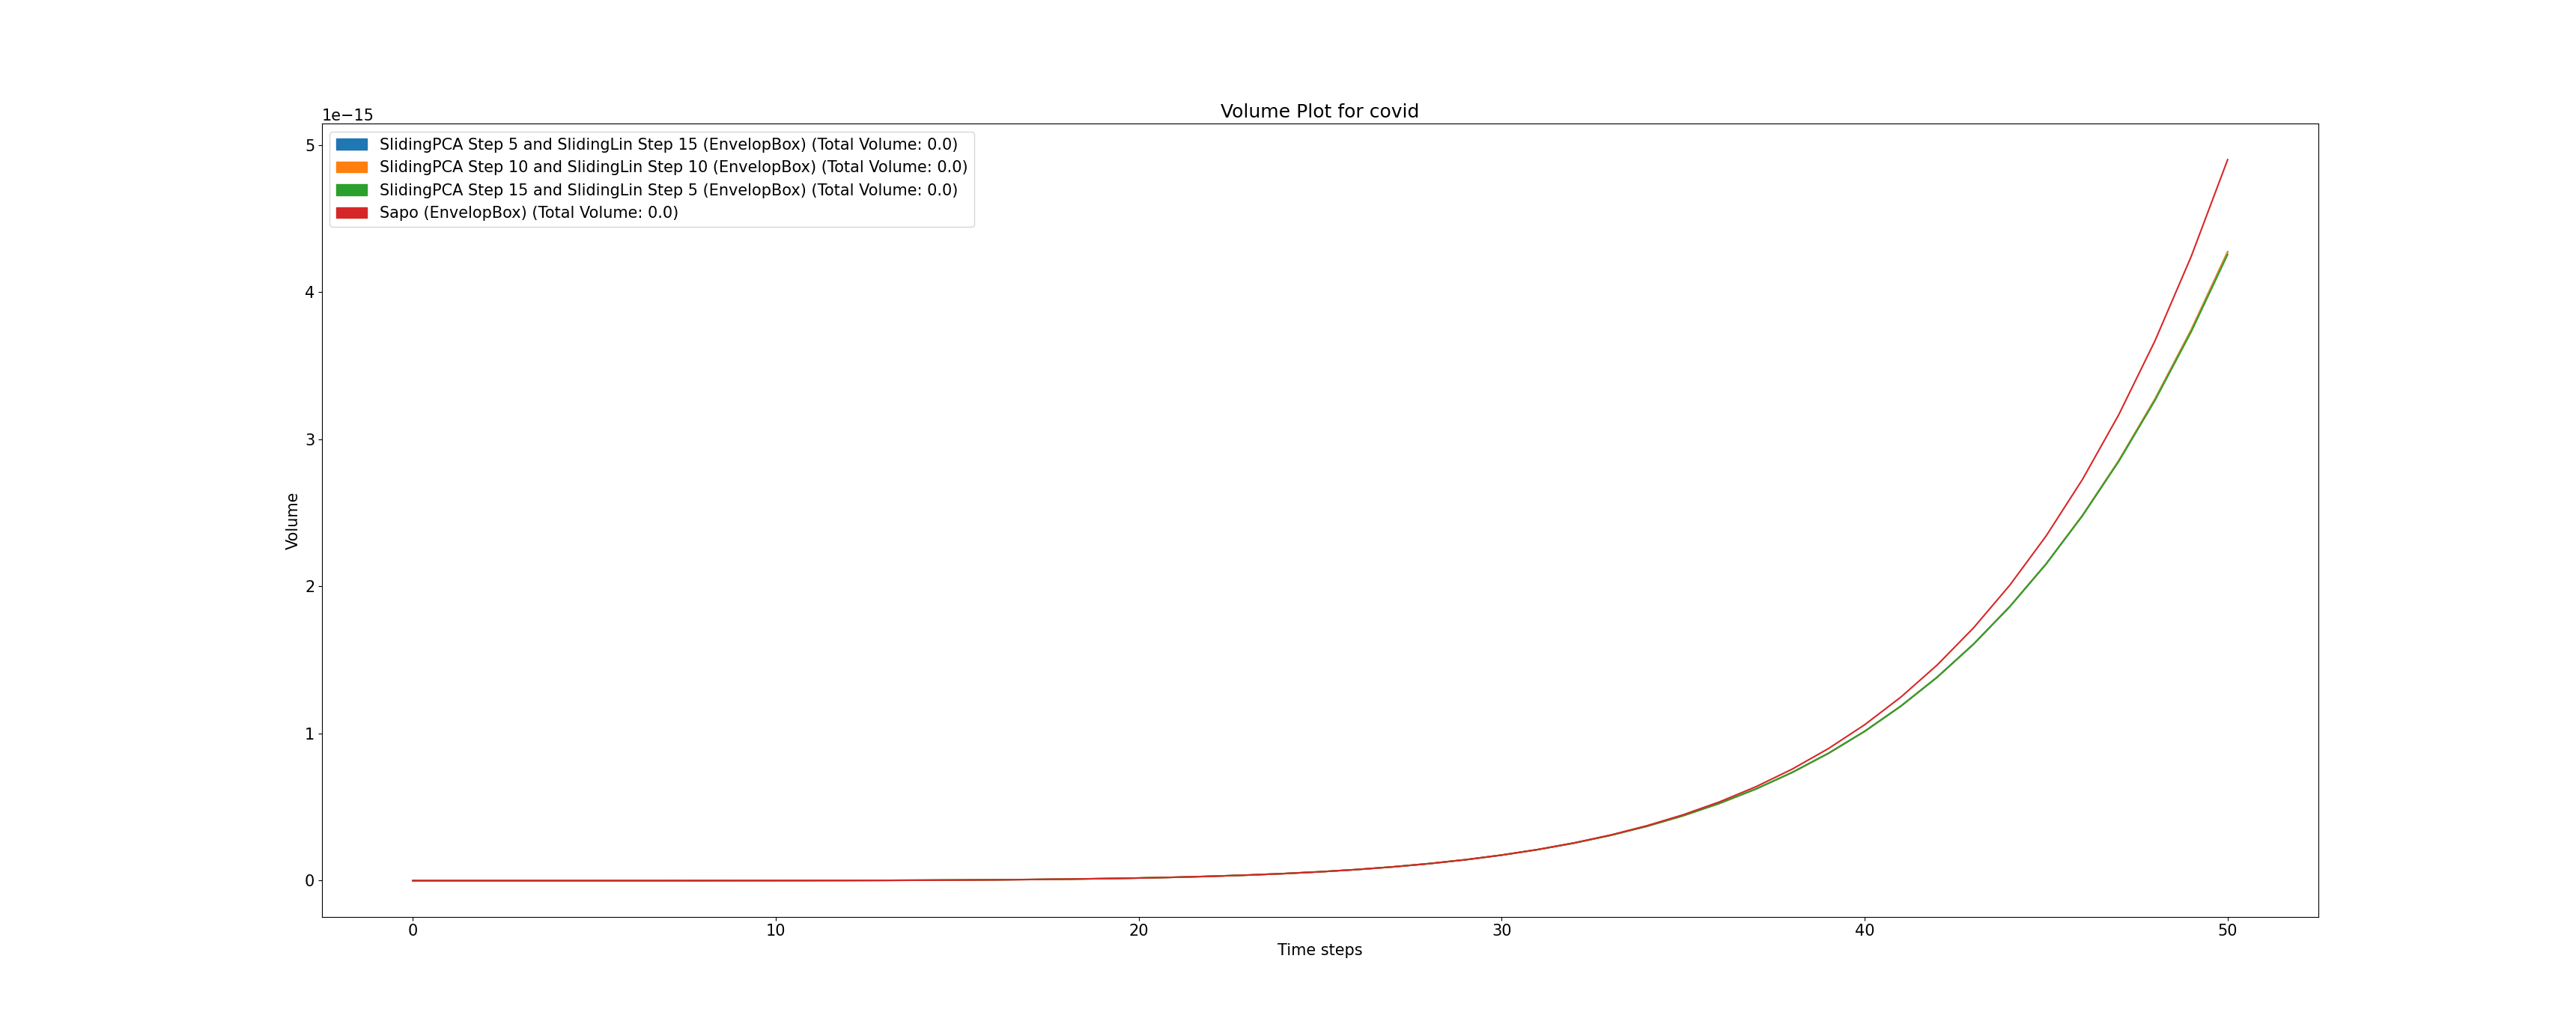 Volume Plot for covid
1e−15
SlidingPCA Step 5 and SlidingLin Step 15 (EnvelopBox) (Total Volume: 0.0)
SlidingPCA Step 10 and SlidingLin Step 10 (EnvelopBox) (Total Volume: 0.0)
SlidingPCA Step 15 and SlidingLin Step 5 (EnvelopBox) (Total Volume: 0.0)
Sapo (EnvelopBox) (Total Volume: 0.0)
5
4
3
2
1
0
Volume
0 10 20 30 40 50
Time steps